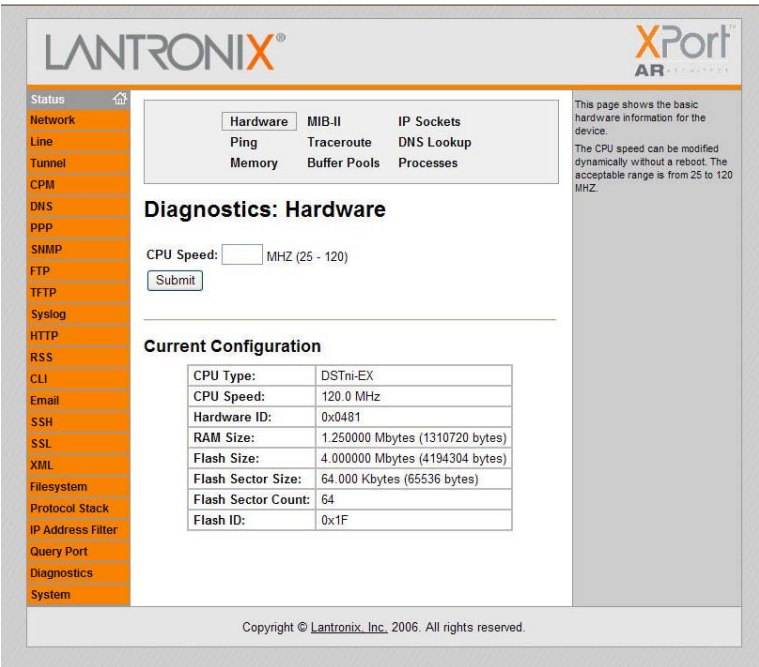 LANTRONIX®
XPort™
AR
Status
Network
Line
Tunnel
CPM
DNS
PPP
SNMP
FTP
TFTP
Syslog
HTTP
RSS
CLI
Email
SSH
SSL
XML
Filesystem
Protocol Stack
IP Address Filter
Query Port
Diagnostics
System
Hardware MIB-II IP Sockets
Ping Traceroute DNS Lookup
Memory Buffer Pools Processes
Diagnostics: Hardware
CPU Speed: MHZ (25 - 120)
Submit
Current Configuration
CPU Type: DSTni-EX
CPU Speed: 120.0 MHz
Hardware ID: 0x0481
RAM Size: 1.250000 Mbytes (1310720 bytes)
Flash Size: 4.000000 Mbytes (4194304 bytes)
Flash Sector Size: 64.000 Kbytes (65536 bytes)
Flash Sector Count: 64
Flash ID: 0x1F
This page shows the basic
hardware information for the
device.
The CPU speed can be modified
dynamically without a reboot. The
acceptable range is from 25 to 120
MHZ.
Copyright © Lantronix, Inc. 2006. All rights reserved.